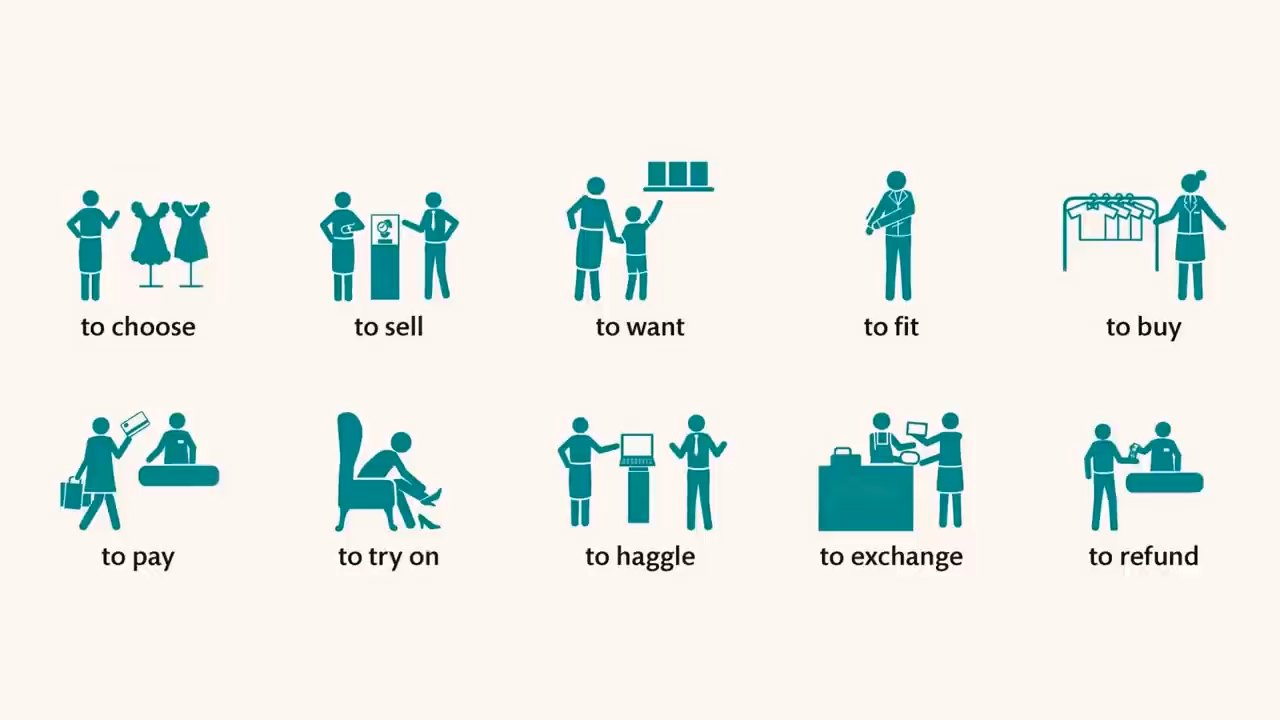 to choose
to sell
to want
to fit
to buy
to pay
to try on
to haggle
to exchange
to refund